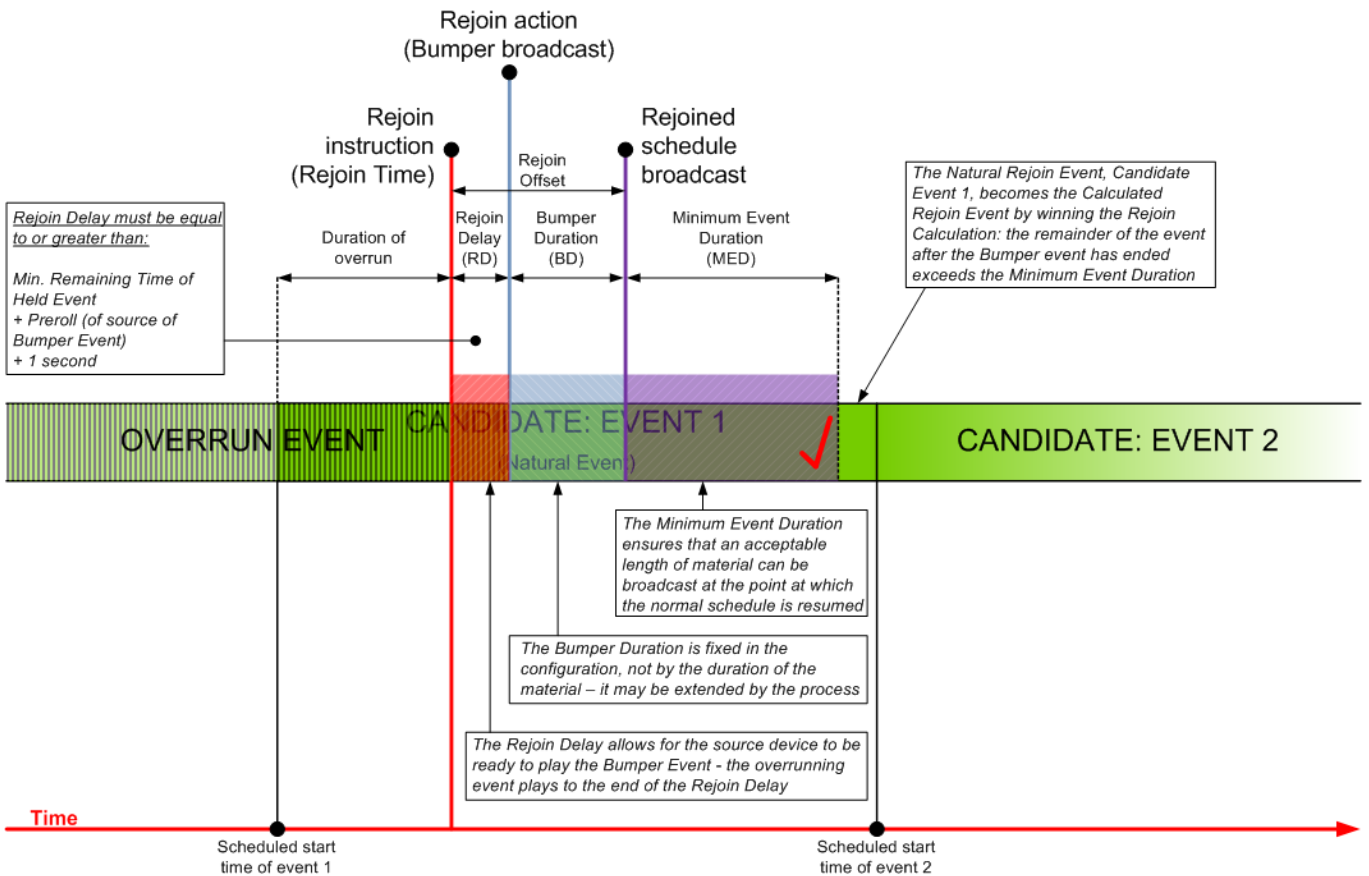 Rejoin action
(Bumper broadcast)
Rejoin
instruction
(Rejoin Time)
Rejoined
schedule
broadcast
Rejoin
Offset
Rejoin Delay must be equal
to or greater than:
Min. Remaining Time of
Held Event
+ Preroll (of source of
Bumper Event)
+ 1 second
Duration of
overrun
Rejoin
Delay
(RD)
Bumper
Duration
(BD)
Minimum Event
Duration
(MED)
The Natural Rejoin Event, Candidate
Event 1, becomes the Calculated
Rejoin Event by winning the Rejoin
Calculation: the remainder of the event
after the Bumper event has ended
exceeds the Minimum Event Duration
OVERRUN EVENT
CANDIDATE: EVENT 1
(Natural Event)
CANDIDATE: EVENT 2
The Minimum Event Duration
ensures that an acceptable
length of material can be
broadcast at the point at which
the normal schedule is resumed
The Bumper Duration is fixed in the
configuration, not by the duration of the
material – it may be extended by the process
The Rejoin Delay allows for the source device to be
ready to play the Bumper Event - the overrunning
event plays to the end of the Rejoin Delay
Time
Scheduled start
time of event 1
Scheduled start
time of event 2